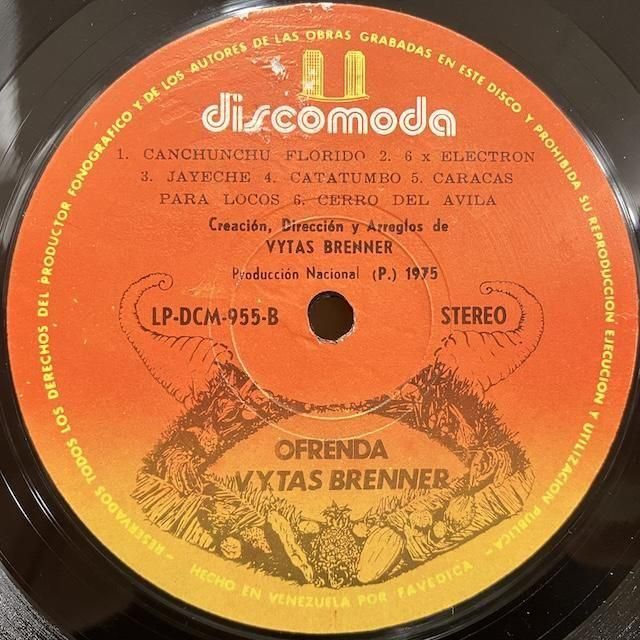 RESERVADOS TODOS LOS DERECHOS DEL PRODUCTOR FONOGRAFICO Y DE LOS AUTORES DE LAS OBRAS GRABADAS EN ESTE DISCO Y PROHIBIDA SU REPRODUCCION EJECUCION Y UTILIZACION PUBLICA
discomoda
1. CANCHUNCHU FLORIDO 2. 6 x ELECTRON
3. JAYECHE 4. CATATUMBO 5. CARACAS
PARA LOCOS 6. CERRO DEL AVILA
Creación, Dirección y Arreglos de
VYTAS BRENNER
Producción Nacional (P.) 1975
LP-DCM-955-B STEREO
OFRENDA
VYTAS BRENNER
- HECHO EN VENEZUELA POR FAVEDICA -